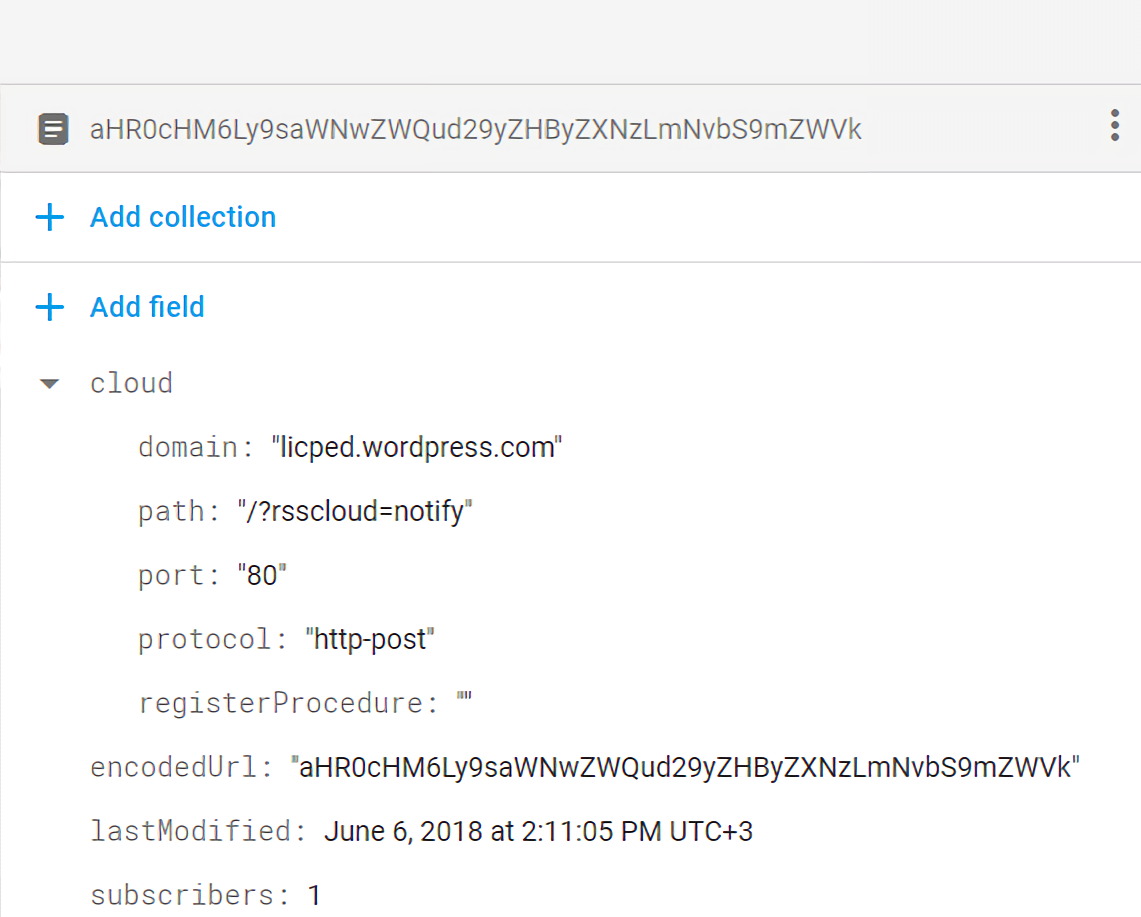 aHR0cHM6Ly9saWNwZWQud29yZHByZXNzLmNvbS9mZWVk
Add collection
Add field
cloud
domain: "licped.wordpress.com"
path: "/?rsscloud=notify"
port: "80"
protocol: "http-post"
registerProcedure: ""
encodedUrl: "aHR0cHM6Ly9saWNwZWQud29yZHByZXNzLmNvbS9mZWVk"
lastModified: June 6, 2018 at 2:11:05 PM UTC+3
subscribers: 1